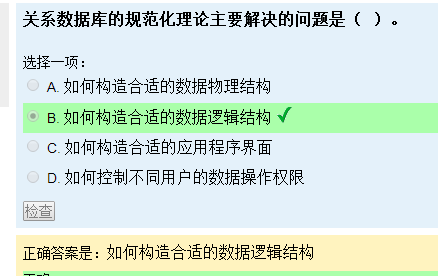 关系数据库的规范化理论主要解决的问题是（ ）。
选择一项：
A. 如何构造合适的数据物理结构
B. 如何构造合适的数据逻辑结构
C. 如何构造合适的应用程序界面
D. 如何控制不同用户的数据操作权限
检查
正确答案是：如何构造合适的数据逻辑结构